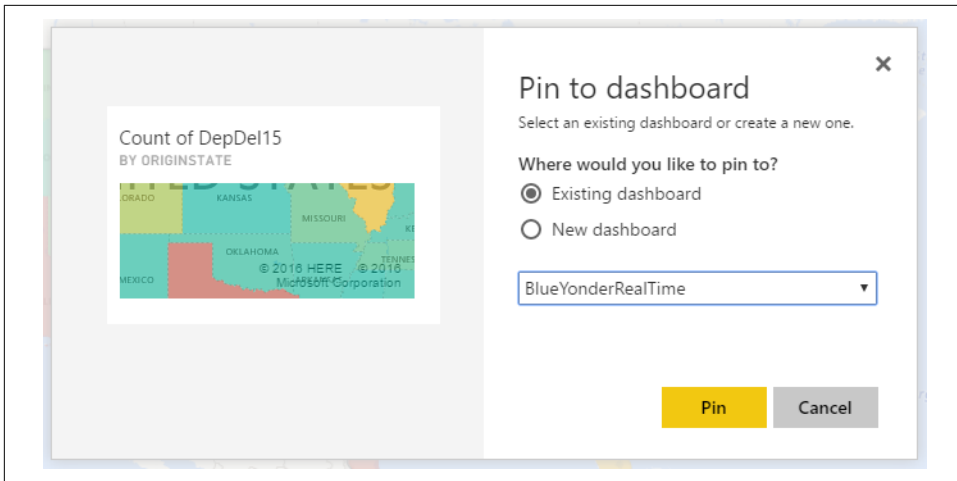 Count of DepDel15
BY ORIGINSTATE
KANSAS
MISSOURI
OKLAHOMA
© 2016 HERE © 2016
Microsoft Corporation
MEXICO
×
Pin to dashboard
Select an existing dashboard or create a new one.
Where would you like to pin to?
Existing dashboard
New dashboard
BlueYonderRealTime
Pin
Cancel